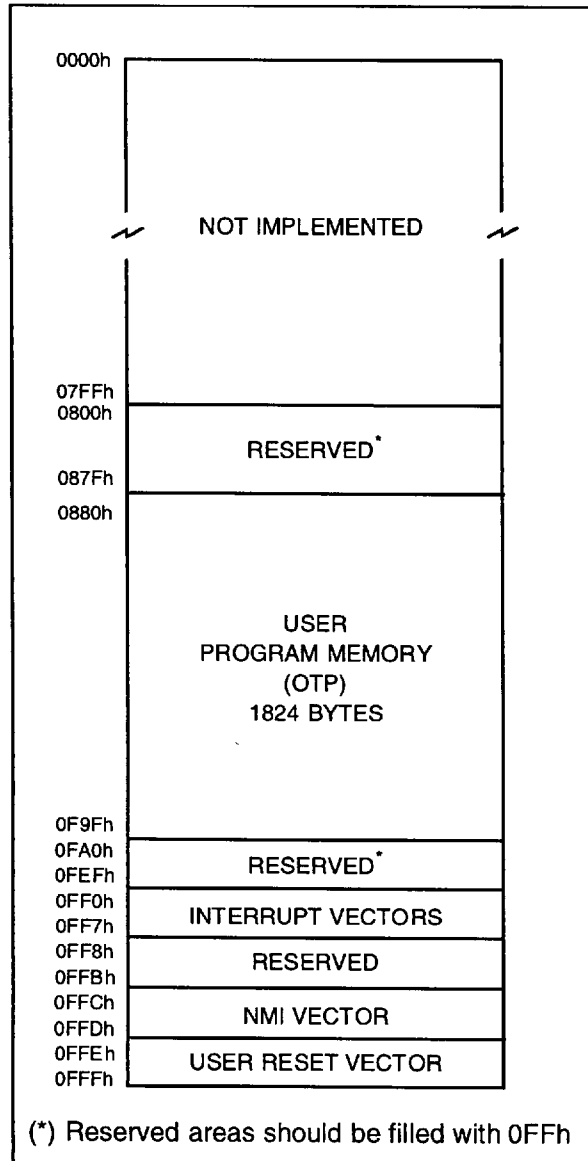 0000h
NOT IMPLEMENTED
07FFh
0800h
RESERVED*
087Fh
0880h
USER
PROGRAM MEMORY
(OTP)
1824 BYTES
0F9Fh
0FA0h
RESERVED*
0FEFh
0FF0h
INTERRUPT VECTORS
0FF7h
0FF8h
RESERVED
0FFBh
0FFCh
NMI VECTOR
0FFDh
0FFEh
USER RESET VECTOR
0FFFh
(*) Reserved areas should be filled with 0FFh